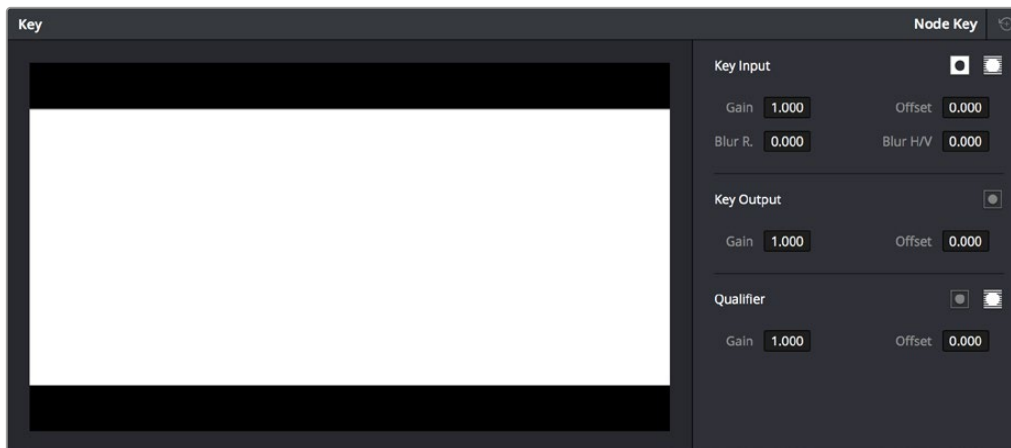 Key Node Key
Key Input
Gain 1.000 Offset 0.000
Blur R. 0.000 Blur H/V 0.000
Key Output
Gain 1.000 Offset 0.000
Qualifier
Gain 1.000 Offset 0.000